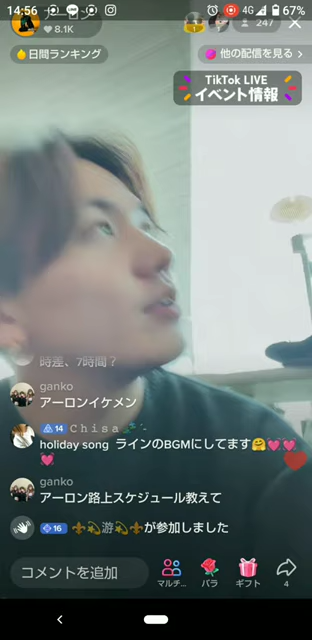 14:56
4G
67%
8.1K
247
日間ランキング
他の配信を見る >
TikTok LIVE
イベント情報
時差、7時間？
ganko
アーロンイケメン
14 Chisa
holiday song ラインのBGMにしてます🤗💓💓
💓
ganko
アーロン路上スケジュール教えて
16 ⚜️💫游💫⚜️が参加しました
コメントを追加
マルチ...
バラ
ギフト
4